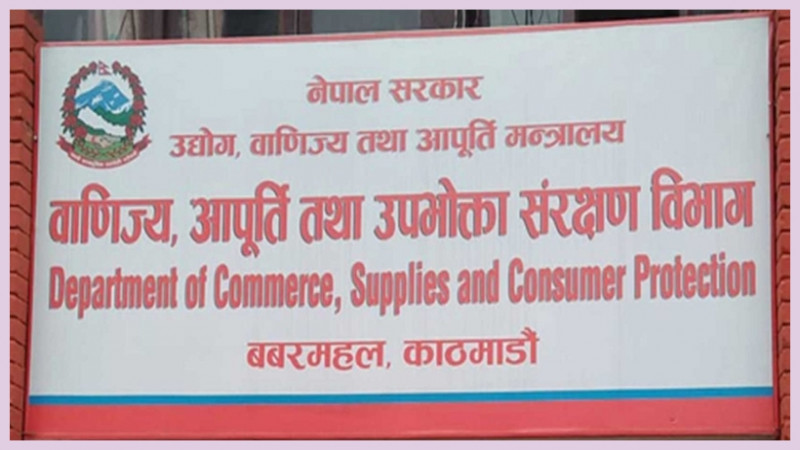 नेपाल सरकार
उद्योग, वाणिज्य तथा आपूर्ति मन्त्रालय
वाणिज्य, आपूर्ति तथा उपभोक्ता संरक्षण विभाग
Department of Commerce, Supplies and Consumer Protection
बबरमहल, काठमाडौं